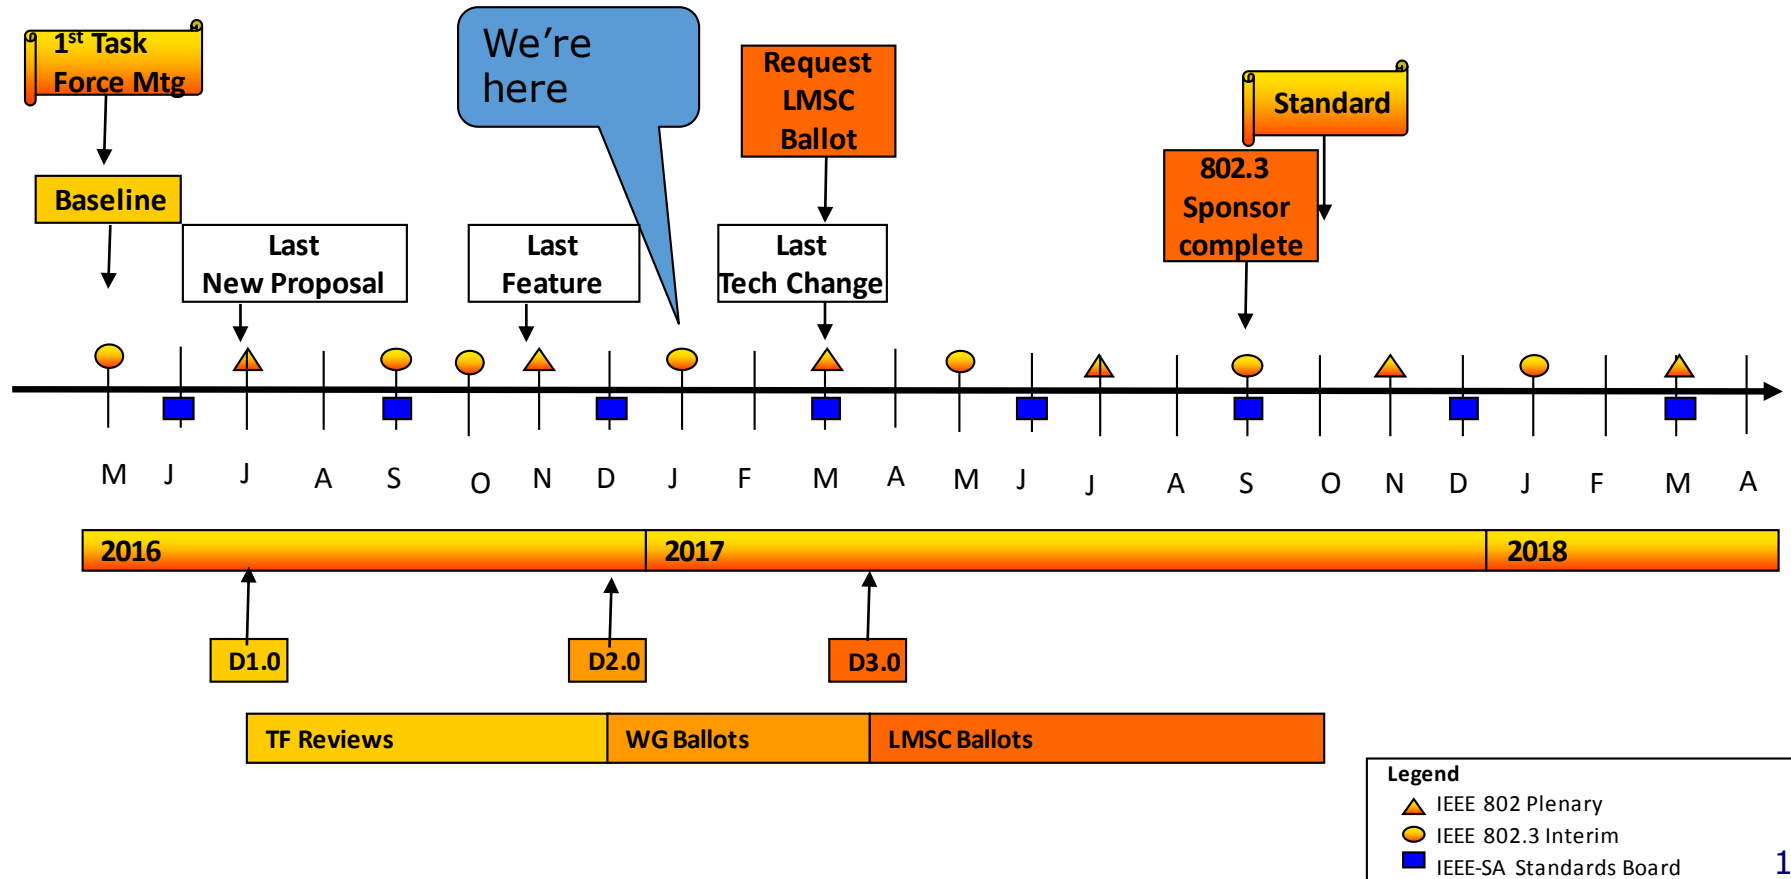 1st Task
Force Mtg
We're
here
Request
LMSC
Ballot
Standard
Baseline
802.3
Sponsor
complete
Last
New Proposal
Last
Feature
Last
Tech Change
M J J A S O N D J F M A M J J A S O N D J F M A
2016 2017 2018
D1.0 D2.0 D3.0
TF Reviews WG Ballots LMSC Ballots
Legend
IEEE 802 Plenary
IEEE 802.3 Interim
IEEE-SA Standards Board
1